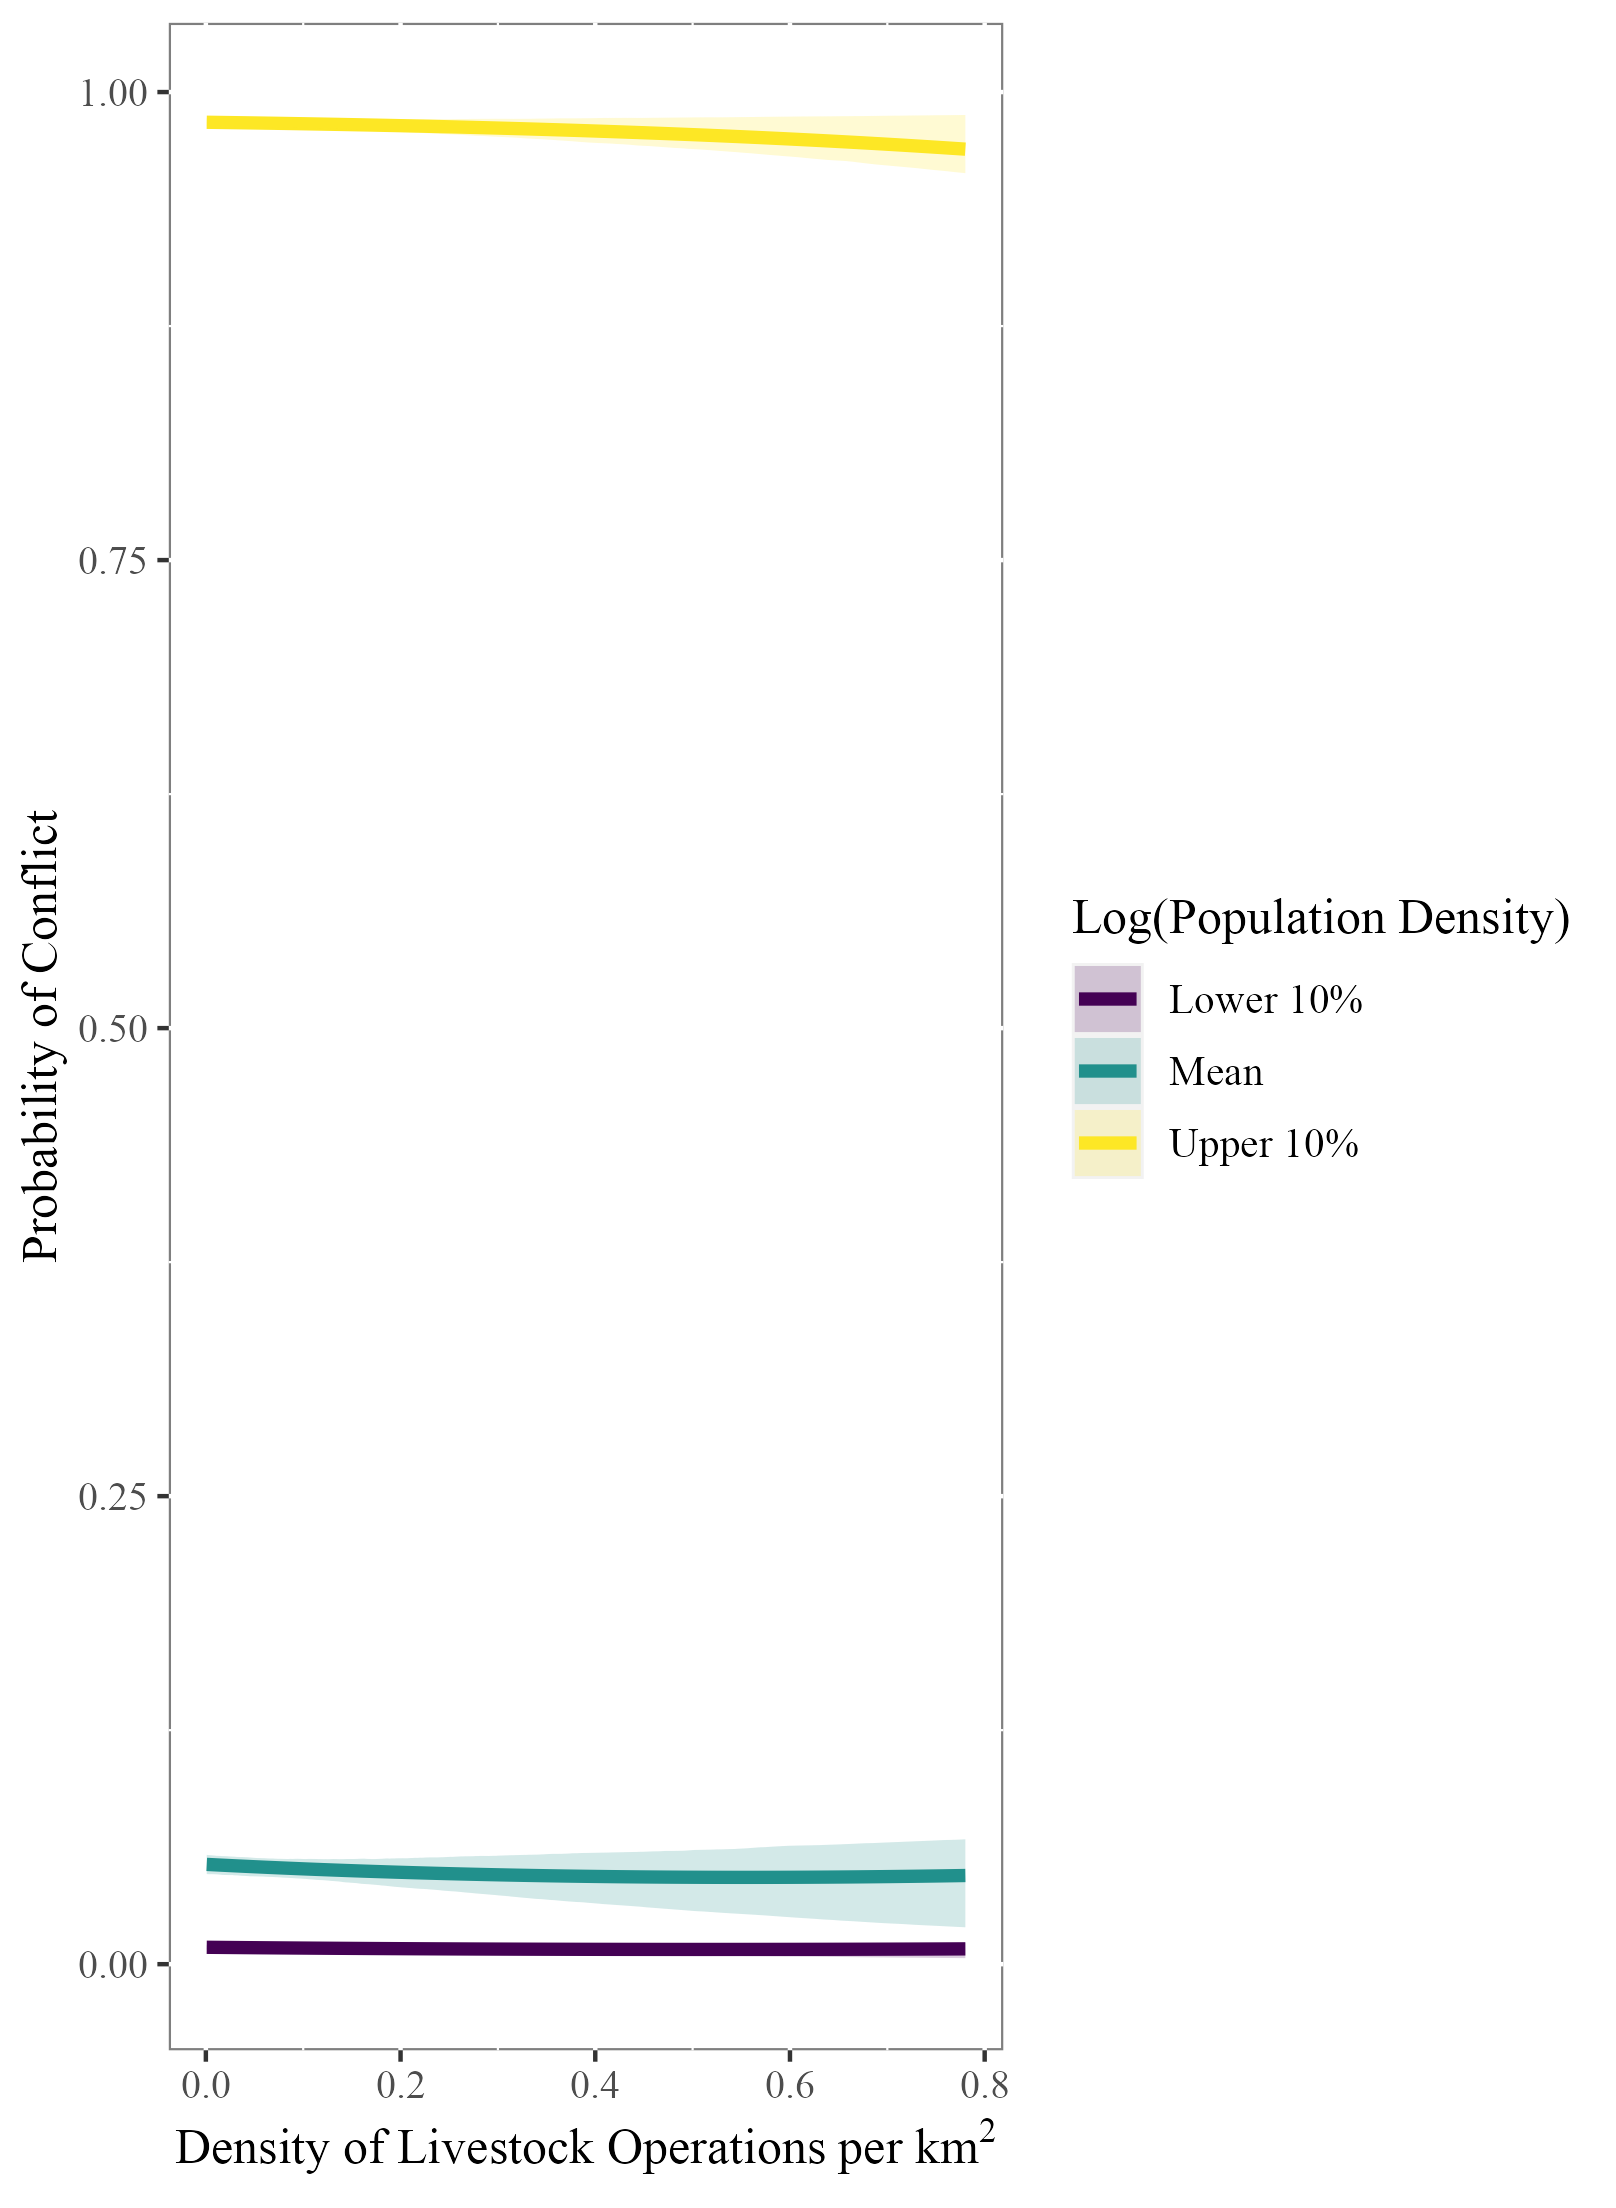 Probability of Conflict
1.00
0.75
0.50
0.25
0.00
0.0 0.2 0.4 0.6 0.8
Density of Livestock Operations per km²
Log(Population Density)
Lower 10%
Mean
Upper 10%